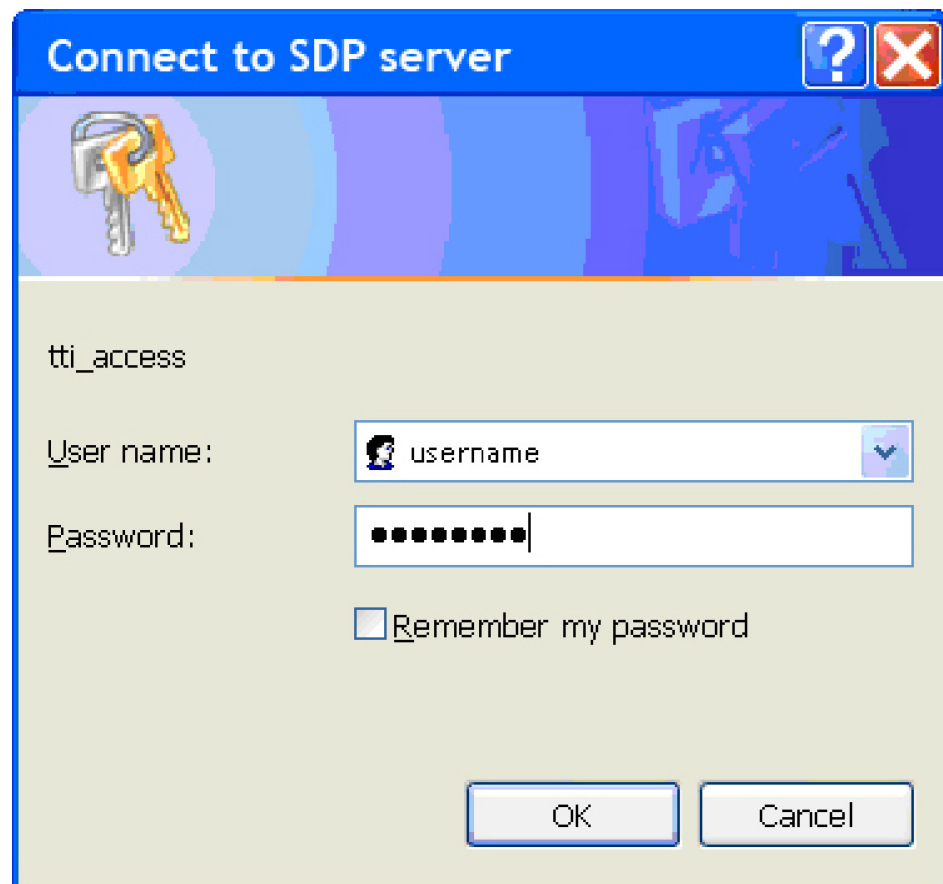 Connect to SDP server
tti_access
User name: username
Password: ••••••••
Remember my password
OK Cancel